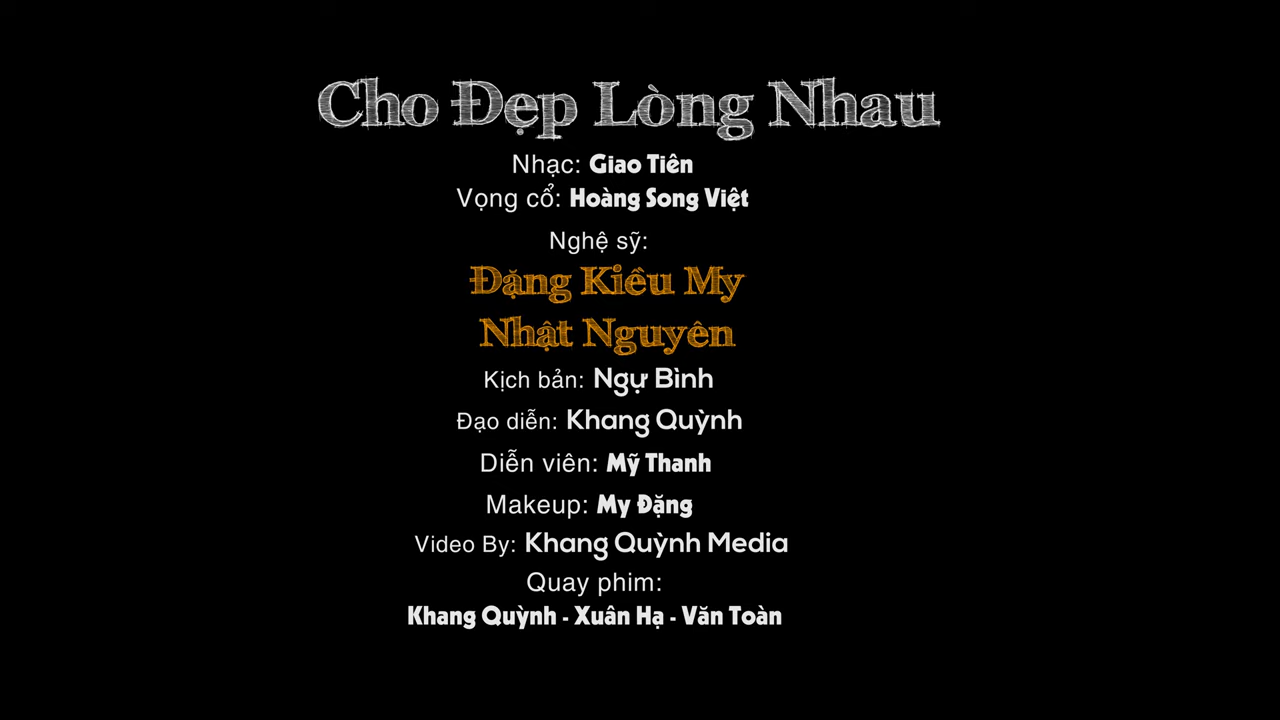 Cho Đẹp Lòng Nhau
Nhạc: Giao Tiên
Vọng cổ: Hoàng Song Việt
Nghệ sỹ:
Đặng Kiều My
Nhật Nguyên
Kịch bản: Ngự Bình
Đạo diễn: Khang Quỳnh
Diễn viên: Mỹ Thanh
Makeup: My Đặng
Video By: Khang Quỳnh Media
Quay phim:
Khang Quỳnh - Xuân Hạ - Văn Toàn